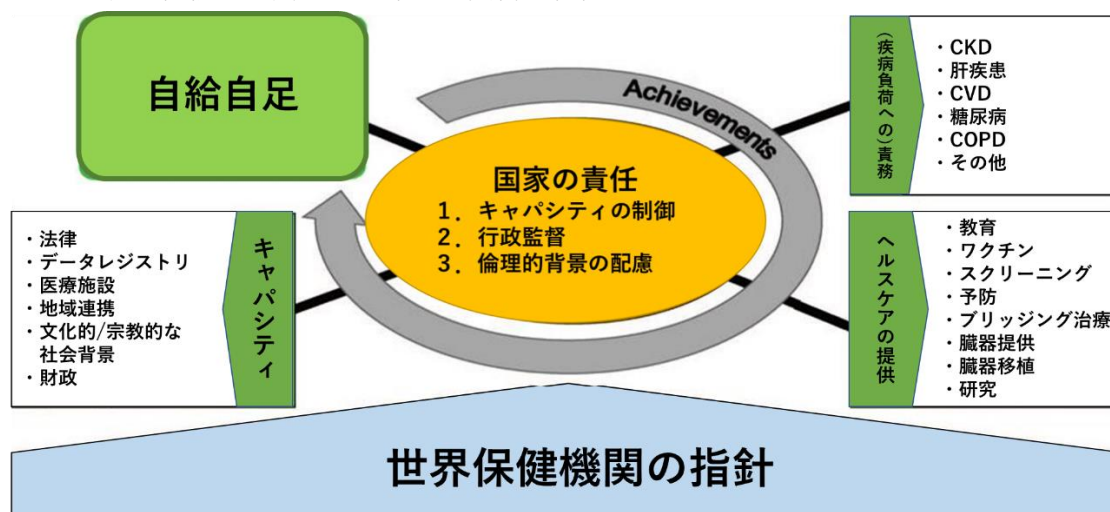 自給自足
Achievements
国家の責任
1. キャパシティの制御
2. 行政監督
3. 倫理的背景の配慮
(疾病負荷への)責務
・CKD
・肝疾患
・CVD
・糖尿病
・COPD
・その他
・法律
・データレジストリ
・医療施設
・地域連携
・文化的/宗教的な
社会背景
・財政
キャパシティ
ヘルスケアの提供
・教育
・ワクチン
・スクリーニング
・予防
・ブリッジング治療
・臓器提供
・臓器移植
・研究
世界保健機関の指針